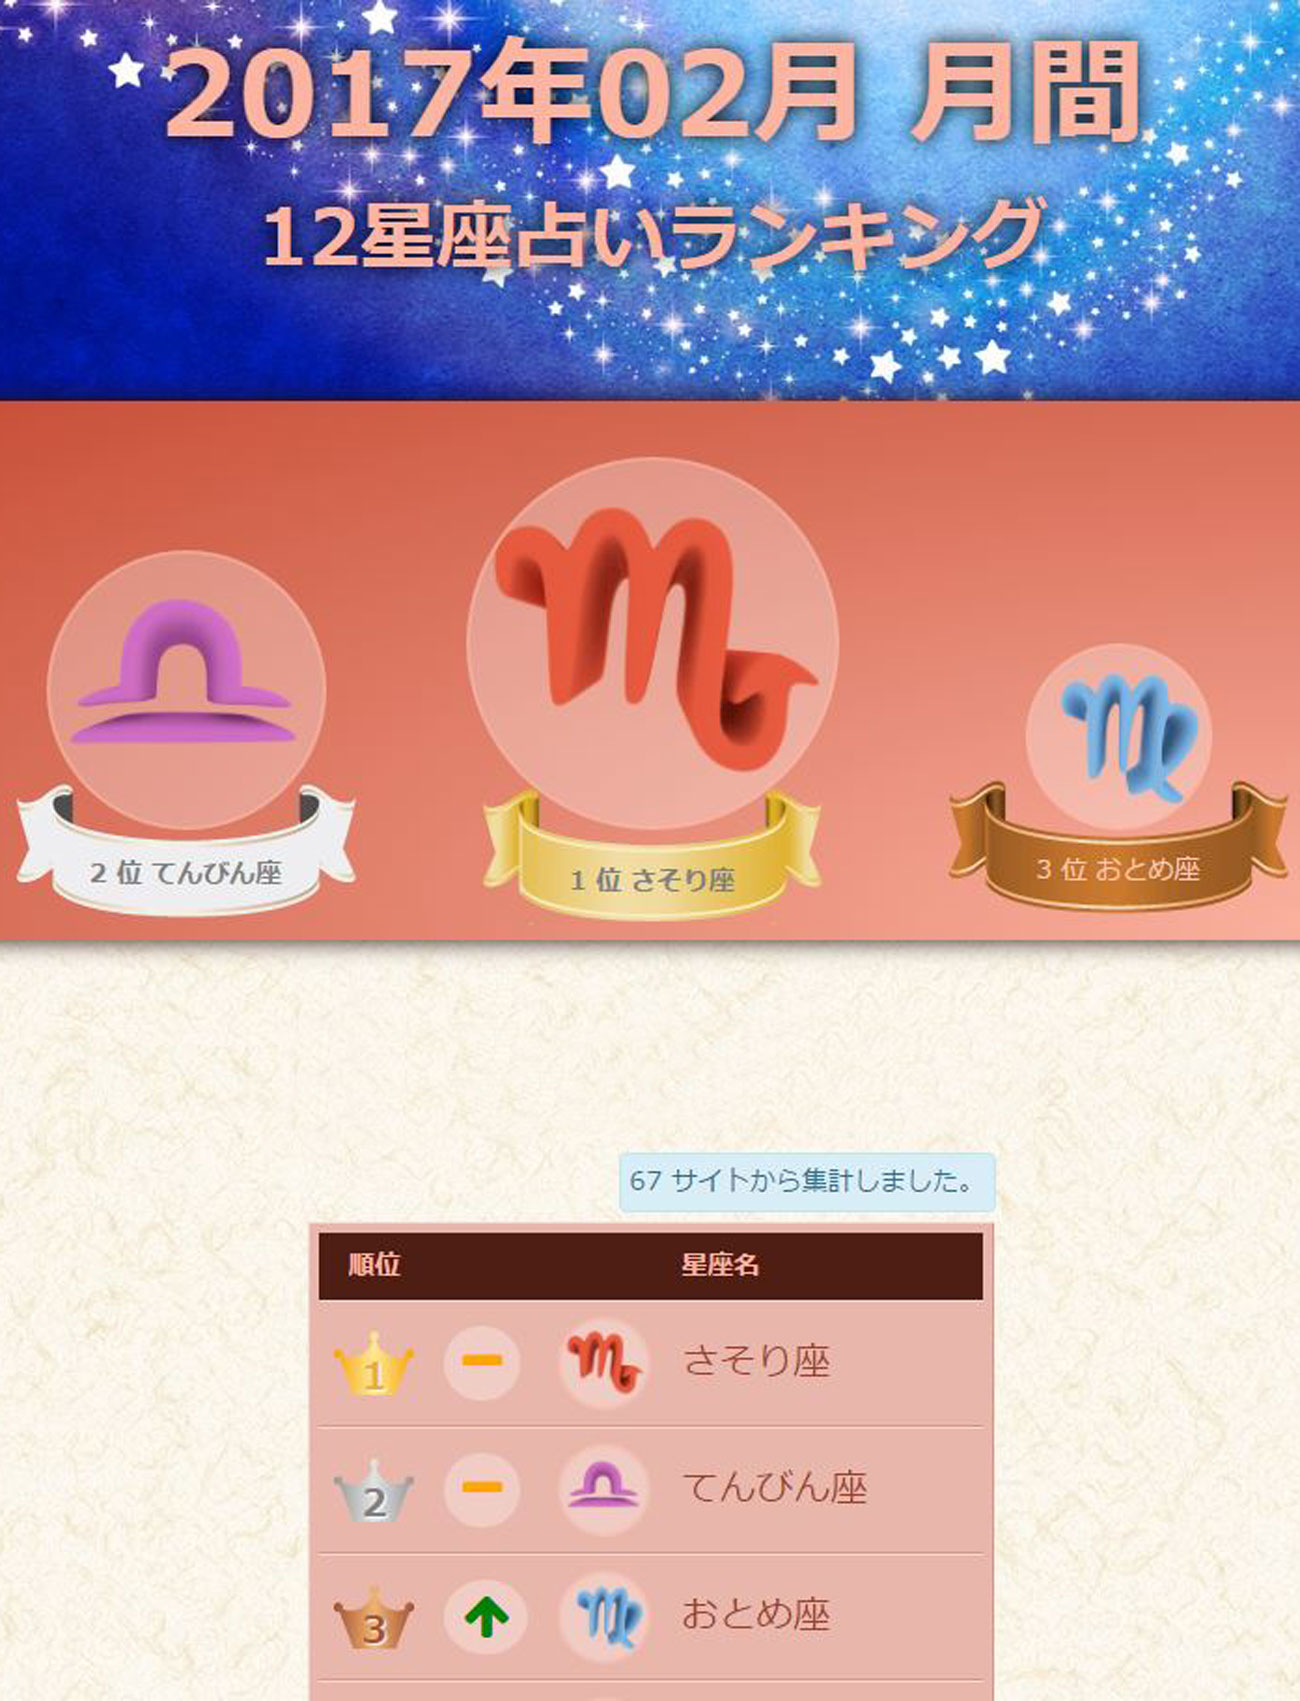 2017年02月 月間
12星座占いランキング
2 位 てんびん座
1 位 さそり座
3 位 おとめ座
67 サイトから集計しました。
順位 星座名
1 さそり座
2 てんびん座
3 おとめ座